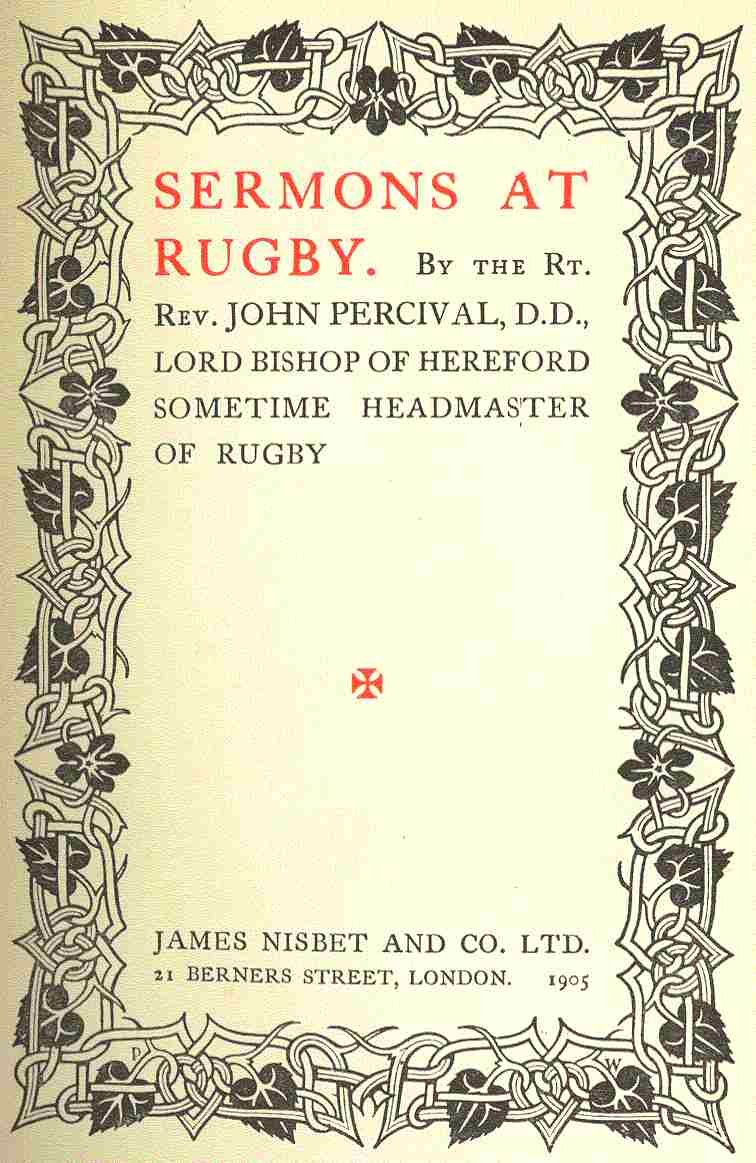 SERMONS AT
RUGBY. By the Rt.
Rev. JOHN PERCIVAL, D.D.,
LORD BISHOP OF HEREFORD
SOMETIME HEADMASTER
OF RUGBY
JAMES NISBET AND CO. LTD.
21 BERNERS STREET, LONDON. 1905
D W